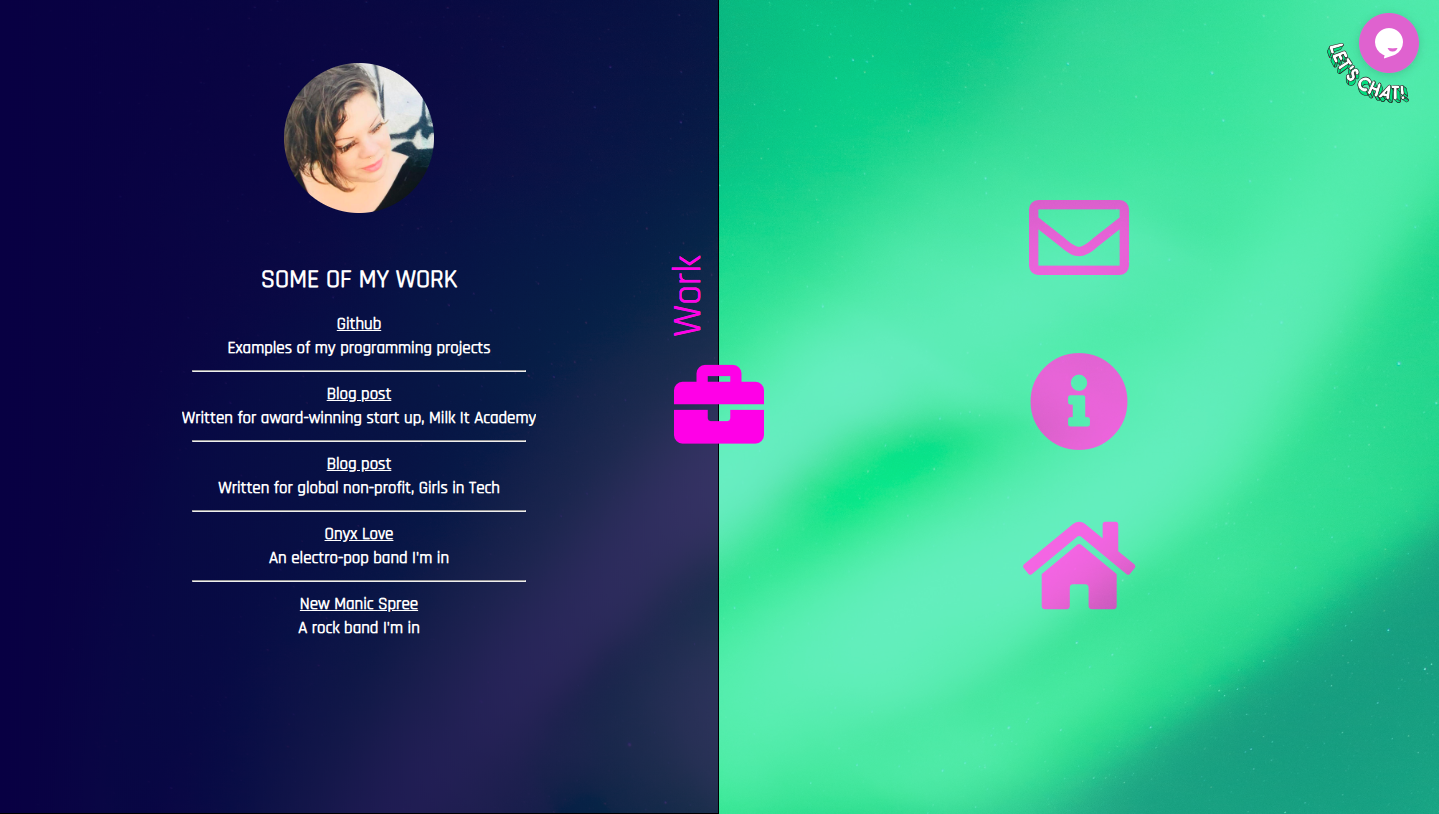 LET'S CHAT!
SOME OF MY WORK
Github
Examples of my programming projects
Blog post
Written for award-winning start up, Milk It Academy
Blog post
Written for global non-profit, Girls in Tech
Onyx Love
An electro-pop band I'm in
New Manic Spree
A rock band I'm in
Work